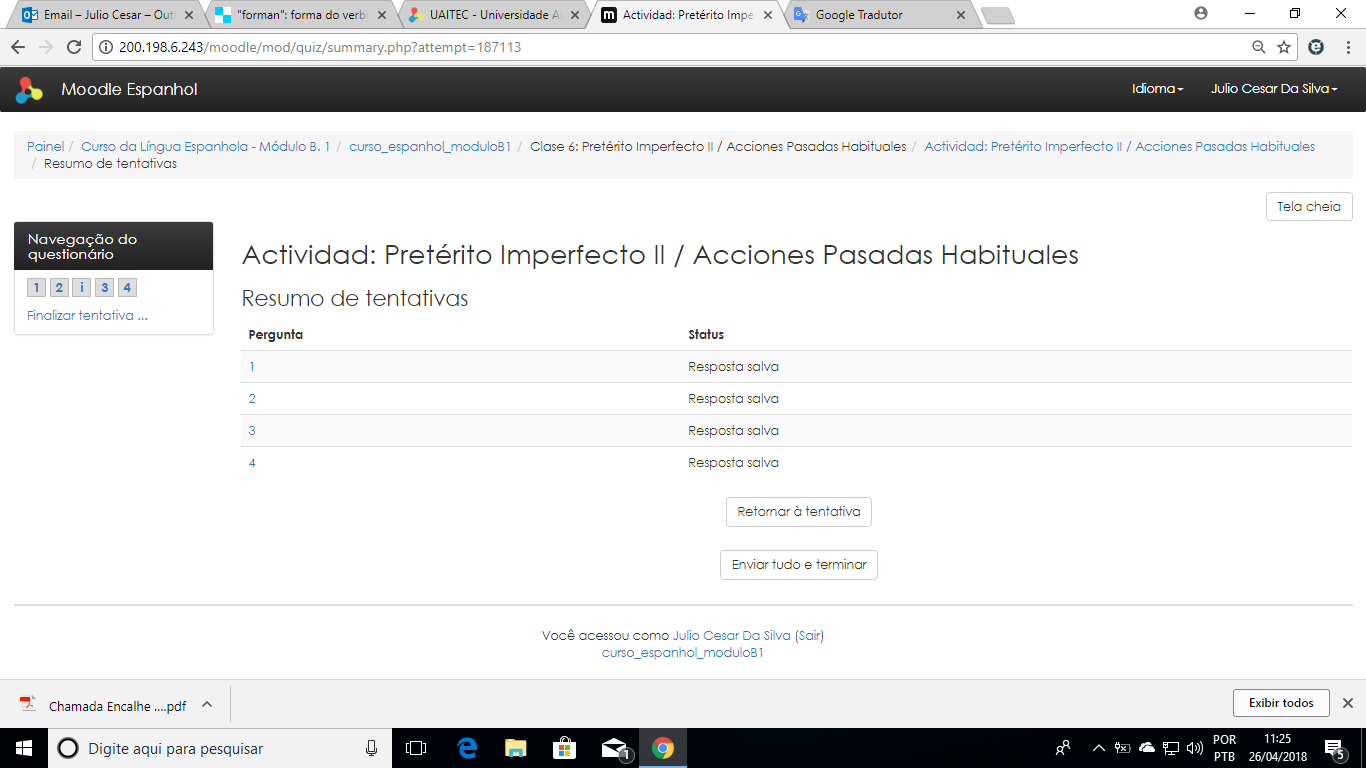 Email – Julio Cesar – Out
"forman": forma do verb
UAITEC - Universidade A
Actividad: Pretérito Impe
Google Tradutor
200.198.6.243/moodle/mod/quiz/summary.php?attempt=187113
Moodle Espanhol
Idioma
Julio Cesar Da Silva
Painel / Curso da Língua Espanhola - Módulo B. 1 / curso_espanhol_moduloB1 / Clase 6: Pretérito Imperfecto II / Acciones Pasadas Habituales / Actividad: Pretérito Imperfecto II / Acciones Pasadas Habituales
/ Resumo de tentativas
Tela cheia
Navegação do
questionário
1 2 i 3 4
Finalizar tentativa ...
Actividad: Pretérito Imperfecto II / Acciones Pasadas Habituales
Resumo de tentativas
Pergunta Status
1 Resposta salva
2 Resposta salva
3 Resposta salva
4 Resposta salva
Retornar à tentativa
Enviar tudo e terminar
Você acessou como Julio Cesar Da Silva (Sair)
curso_espanhol_moduloB1
Chamada Encalhe ....pdf
Exibir todos
Digite aqui para pesquisar
1
POR
PTB
11:25
26/04/2018
5